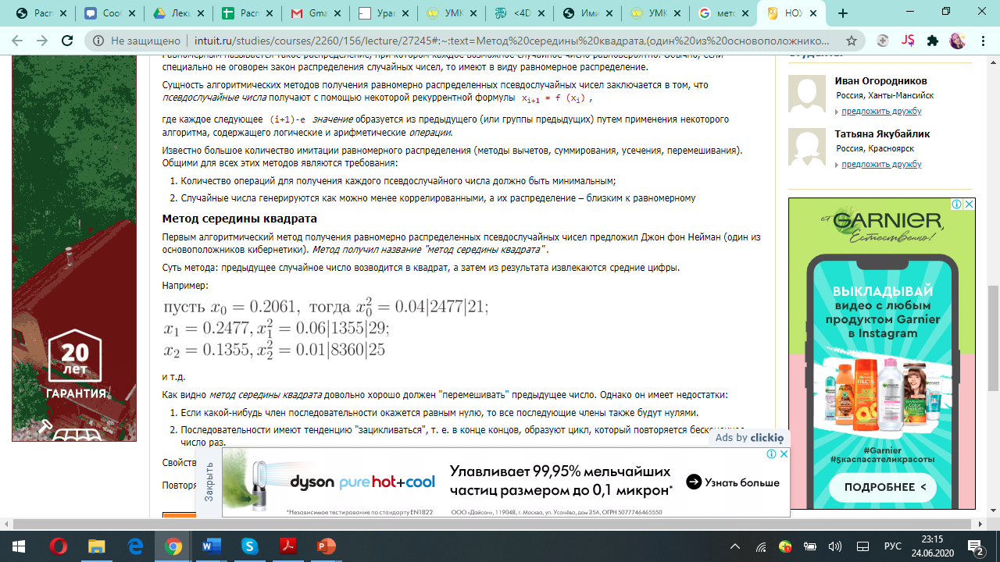 Расп
Сооб
Лекц
Расп
Gma
Урав
УМК
<4D
Ими
УМК
мето
НОУ
Не защищено | intuit.ru/studies/courses/2260/156/lecture/27245#:~:text=Метод%20середины%20квадрата,(один%20из%20основоположнико...
Равномерным называется такое распределение, при котором каждое возможное случайное число равновероятно. Обычно, если
специально не оговорен закон распределения случайных чисел, то имеют в виду равномерное распределение.
Сущность алгоритмических методов получения равномерно распределенных псевдослучайных чисел заключается в том, что
псевдослучайные числа получают с помощью некоторой рекуррентной формулы x_{i+1} = f (x_i) ,
где каждое следующее (i+1)-е значение образуется из предыдущего (или группы предыдущих) путем применения некоторого
алгоритма, содержащего логические и арифметические операции.
Известно большое количество имитации равномерного распределения (методы вычетов, суммирования, усечения, перемешивания).
Общими для всех этих методов являются требования:
1. Количество операций для получения каждого псевдослучайного числа должно быть минимальным;
2. Случайные числа генерируются как можно менее коррелированными, а их распределение – близким к равномерному
Метод середины квадрата
Первым алгоритмический метод получения равномерно распределенных псевдослучайных чисел предложил Джон фон Нейман (один из
основоположников кибернетики). Метод получил название "метод середины квадрата" .
Суть метода: предыдущее случайное число возводится в квадрат, а затем из результата извлекаются средние цифры.
Например:
пусть x₀ = 0.2061, тогда x₀² = 0.04|2477|21;
x₁ = 0.2477, x₁² = 0.06|1355|29;
x₂ = 0.1355, x₂² = 0.01|8360|25
и т.д.
Как видно метод середины квадрата довольно хорошо должен "перемешивать" предыдущее число. Однако он имеет недостатки:
1. Если какой-нибудь член последовательности окажется равным нулю, то все последующие члены также будут нулями.
2. Последовательности имеют тенденцию "зацикливаться", т. е. в конце концов, образуют цикл, который повторяется бесконечное
число раз.
Свойств
Повторя
20
лет
ГАРАНТИЯ
Студенты
Иван Огородников
Россия, Ханты-Мансийск
предложить дружбу
Татьяна Якубайлик
Россия, Красноярск
предложить дружбу
от GARNIER,
Естественно!
ВЫКЛАДЫВАЙ
видео с любым
продуктом Garnier
в Instagram
#Garnier
#5каспасателикрасоты
ПОДРОБНЕЕ <
Ads by clickio
Закрыть
dyson pure hot+cool
*Независимое тестирование по стандарту EN1822
Улавливает 99,95% мельчайших
частиц размером до 0,1 микрон*
ООО «Дайсон», 119048, г. Москва, ул. Усачёва, дом 35А, ОГРН 5077746465550
Узнать больше
РУС
23:15
24.06.2020
2